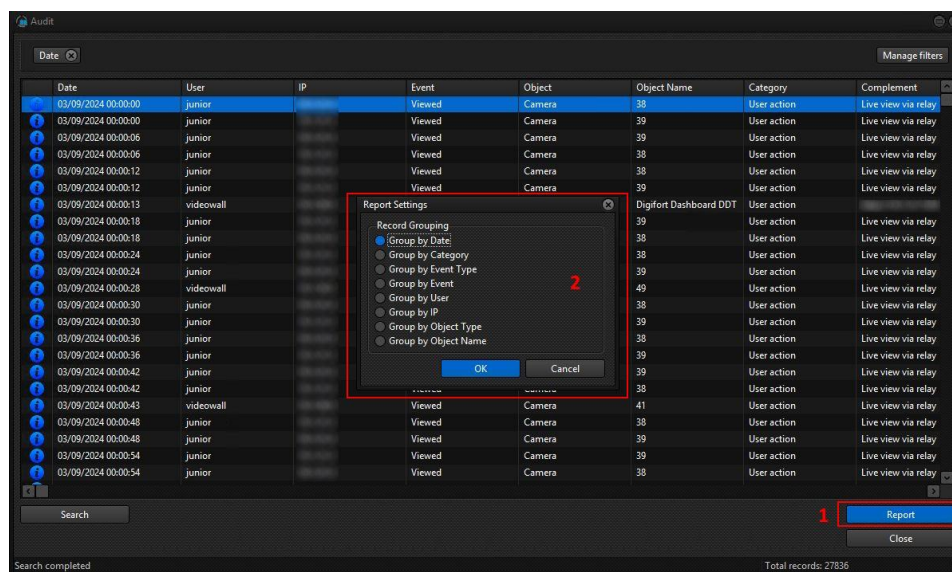 Audit
Date
Manage filters
Date User IP Event Object Object Name Category Complement
03/09/2024 00:00:00 junior Viewed Camera 38 User action Live view via relay
03/09/2024 00:00:00 junior Viewed Camera 39 User action Live view via relay
03/09/2024 00:00:06 junior Viewed Camera 39 User action Live view via relay
03/09/2024 00:00:06 junior Viewed Camera 38 User action Live view via relay
03/09/2024 00:00:12 junior Viewed Camera 38 User action Live view via relay
03/09/2024 00:00:12 junior Viewed Camera 39 User action Live view via relay
03/09/2024 00:00:13 videowall Digifort Dashboard DDT User action
03/09/2024 00:00:18 junior 39 User action Live view via relay
03/09/2024 00:00:18 junior 38 User action Live view via relay
03/09/2024 00:00:24 junior 38 User action Live view via relay
03/09/2024 00:00:24 junior 39 User action Live view via relay
03/09/2024 00:00:28 videowall 49 User action Live view via relay
03/09/2024 00:00:30 junior 38 User action Live view via relay
03/09/2024 00:00:30 junior 39 User action Live view via relay
03/09/2024 00:00:36 junior 38 User action Live view via relay
03/09/2024 00:00:36 junior 39 User action Live view via relay
03/09/2024 00:00:42 junior 39 User action Live view via relay
03/09/2024 00:00:42 junior 38 User action Live view via relay
03/09/2024 00:00:43 videowall Viewed Camera 41 User action Live view via relay
03/09/2024 00:00:48 junior Viewed Camera 38 User action Live view via relay
03/09/2024 00:00:48 junior Viewed Camera 39 User action Live view via relay
03/09/2024 00:00:54 junior Viewed Camera 39 User action Live view via relay
03/09/2024 00:00:54 junior Viewed Camera 38 User action Live view via relay
Report Settings
Record Grouping
Group by Date
Group by Category
Group by Event Type
Group by Event
Group by User
Group by IP
Group by Object Type
Group by Object Name
2
OK Cancel
Search
1
Report
Close
Search completed
Total records: 27836